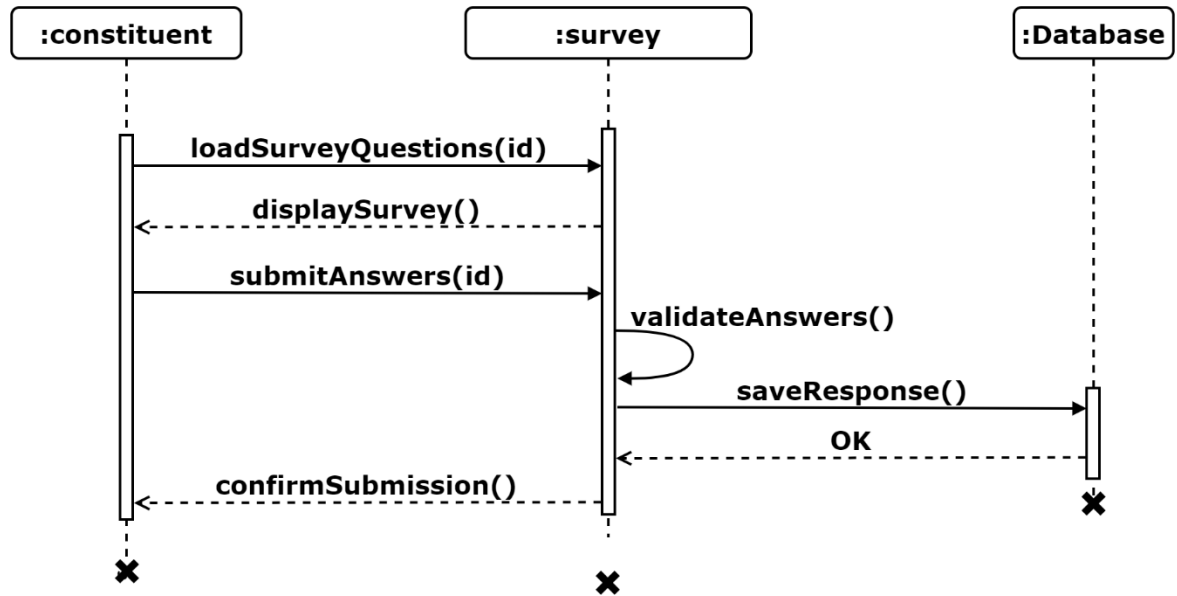 :constituent
:survey
:Database
loadSurveyQuestions(id)
displaySurvey()
submitAnswers(id)
validateAnswers()
saveResponse()
OK
confirmSubmission()